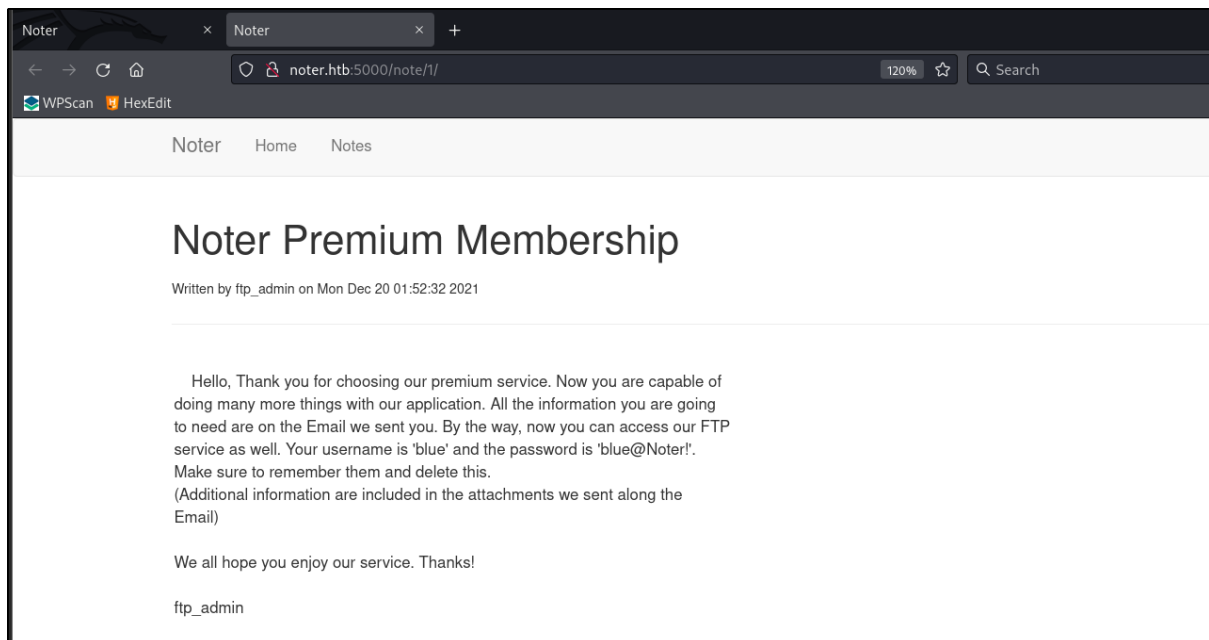 Noter
Noter
noter.htb:5000/note/1/
120%
Search
WPScan
HexEdit
Noter Home Notes
Noter Premium Membership
Written by ftp_admin on Mon Dec 20 01:52:32 2021
Hello, Thank you for choosing our premium service. Now you are capable of
doing many more things with our application. All the information you are going
to need are on the Email we sent you. By the way, now you can access our FTP
service as well. Your username is 'blue' and the password is 'blue@Noter!'.
Make sure to remember them and delete this.
(Additional information are included in the attachments we sent along the
Email)
We all hope you enjoy our service. Thanks!
ftp_admin